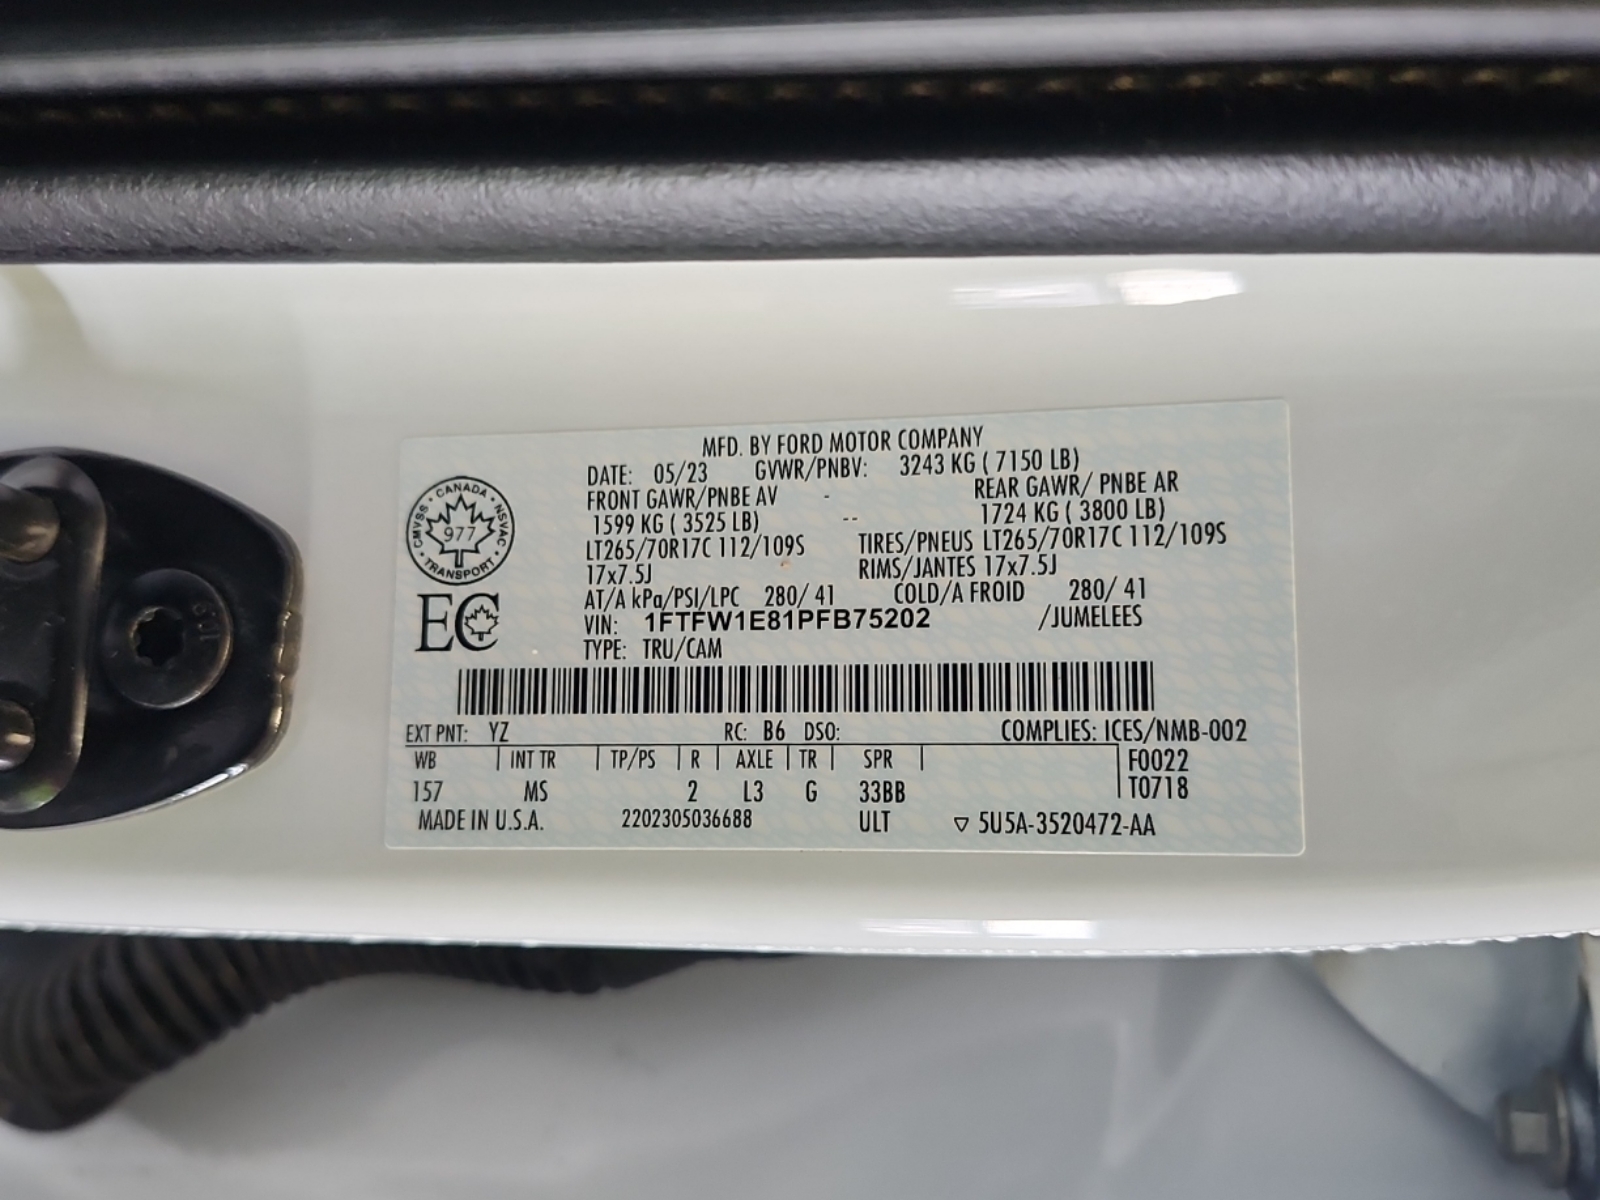 MFD. BY FORD MOTOR COMPANY
DATE: 05/23 GVWR/PNBV: 3243 KG ( 7150 LB)
FRONT GAWR/PNBE AV - REAR GAWR/ PNBE AR
1599 KG ( 3525 LB) -- 1724 KG ( 3800 LB)
LT265/70R17C 112/109S TIRES/PNEUS LT265/70R17C 112/109S
17x7.5J RIMS/JANTES 17x7.5J
AT/A kPa/PSI/LPC 280/ 41 COLD/A FROID 280/ 41
VIN: 1FTFW1E81PFB75202 /JUMELEES
TYPE: TRU/CAM
CANADA
CMVSS NSVAC
977
TRANSPORT
EC
EXT PNT: YZ RC: B6 DSO: COMPLIES: ICES/NMB-002
WB | INT TR | TP/PS | R | AXLE | TR | SPR | F0022
157 MS 2 L3 G 33BB T0718
MADE IN U.S.A. 2202305036688 ULT ▽ 5U5A-3520472-AA